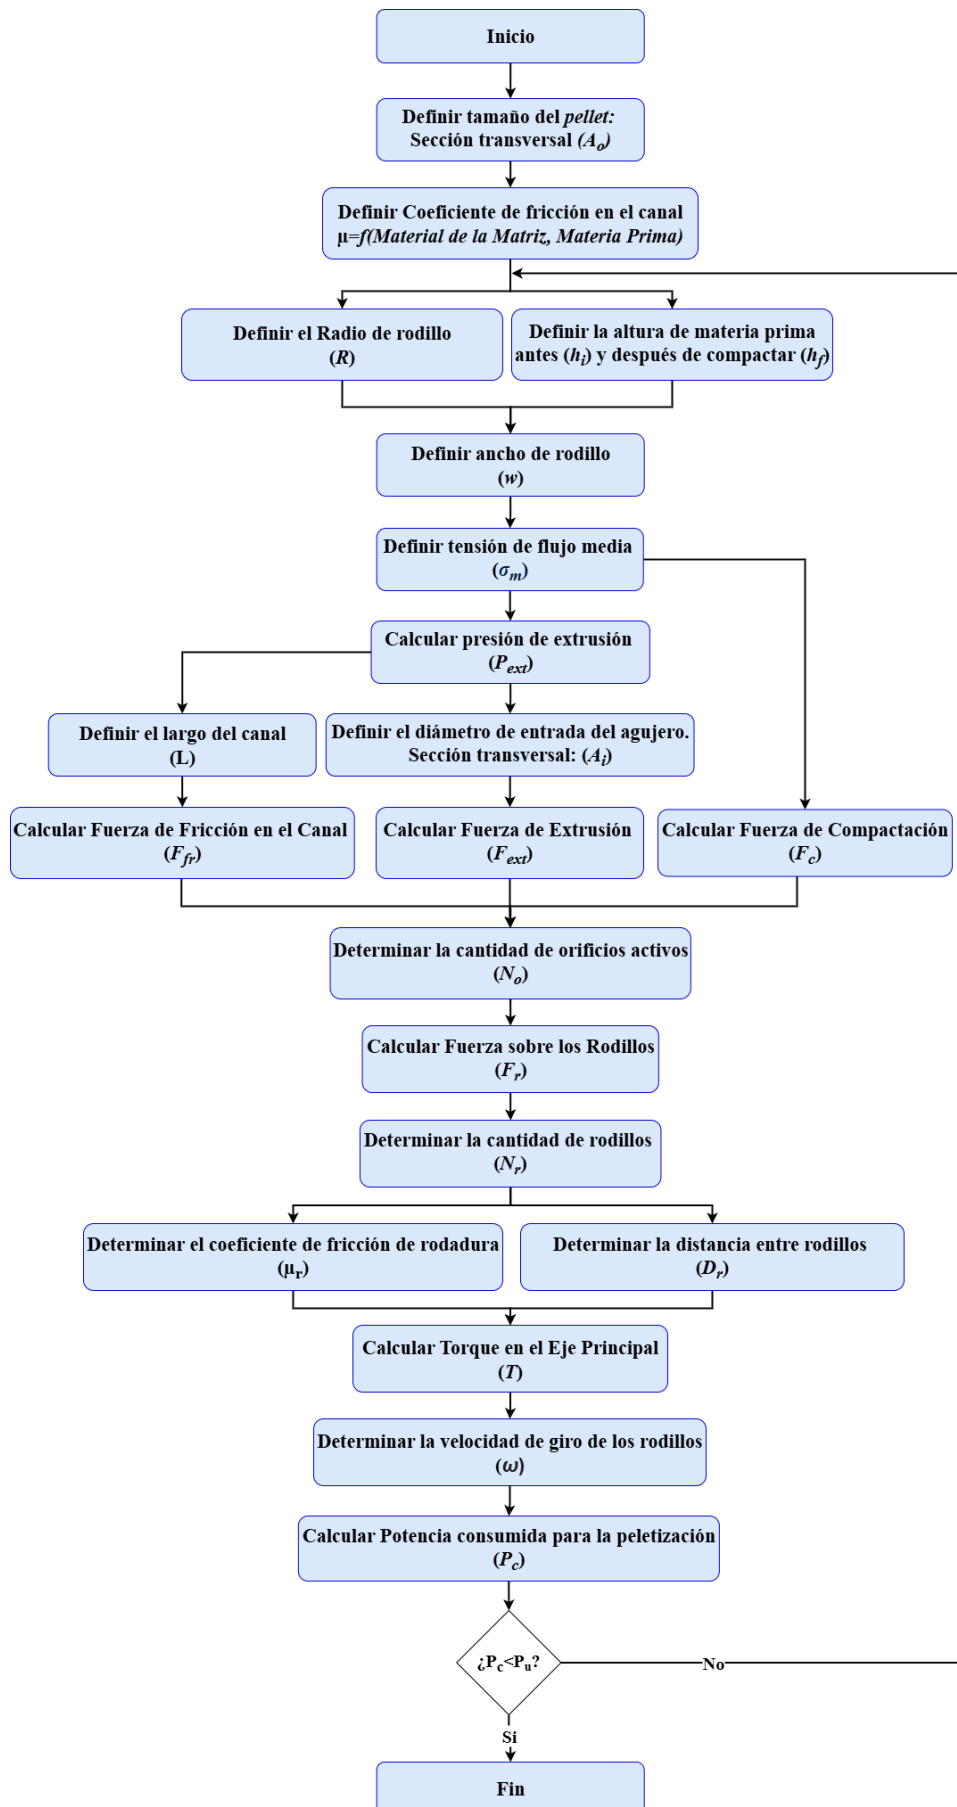 Inicio
Definir tamaño del pellet:
Sección transversal (Ao)
Definir Coeficiente de fricción en el canal
μ=f(Material de la Matriz, Materia Prima)
Definir el Radio de rodillo
(R)
Definir la altura de materia prima
antes (hi) y después de compactar (hf)
Definir ancho de rodillo
(w)
Definir tensión de flujo media
(σm)
Calcular presión de extrusión
(Pext)
Definir el largo del canal
(L)
Definir el diámetro de entrada del agujero.
Sección transversal: (Ai)
Calcular Fuerza de Fricción en el Canal
(Ffr)
Calcular Fuerza de Extrusión
(Fext)
Calcular Fuerza de Compactación
(Fc)
Determinar la cantidad de orificios activos
(No)
Calcular Fuerza sobre los Rodillos
(Fr)
Determinar la cantidad de rodillos
(Nr)
Determinar el coeficiente de fricción de rodadura
(μr)
Determinar la distancia entre rodillos
(Dr)
Calcular Torque en el Eje Principal
(T)
Determinar la velocidad de giro de los rodillos
(ω)
Calcular Potencia consumida para la peletización
(Pc)
¿Pc<Pu?
No
Si
Fin